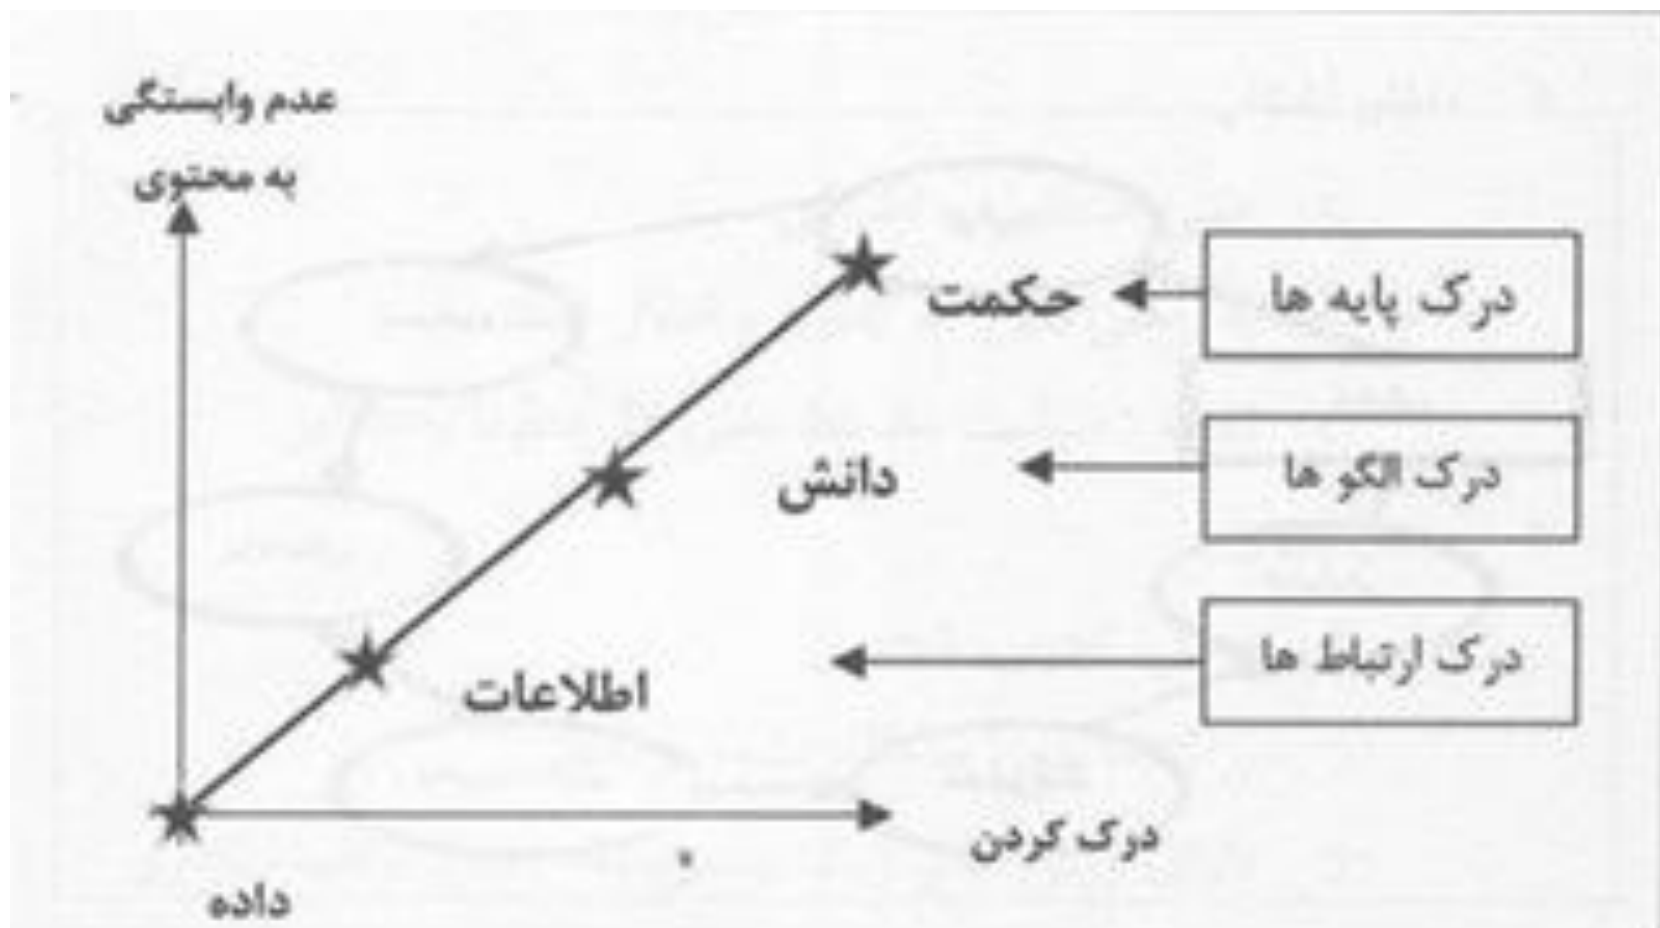 عدم وابستگی
به محتوی
درک پایه ها
حکمت
درک الگو ها
دانش
درک ارتباط ها
اطلاعات
درک کردن
داده